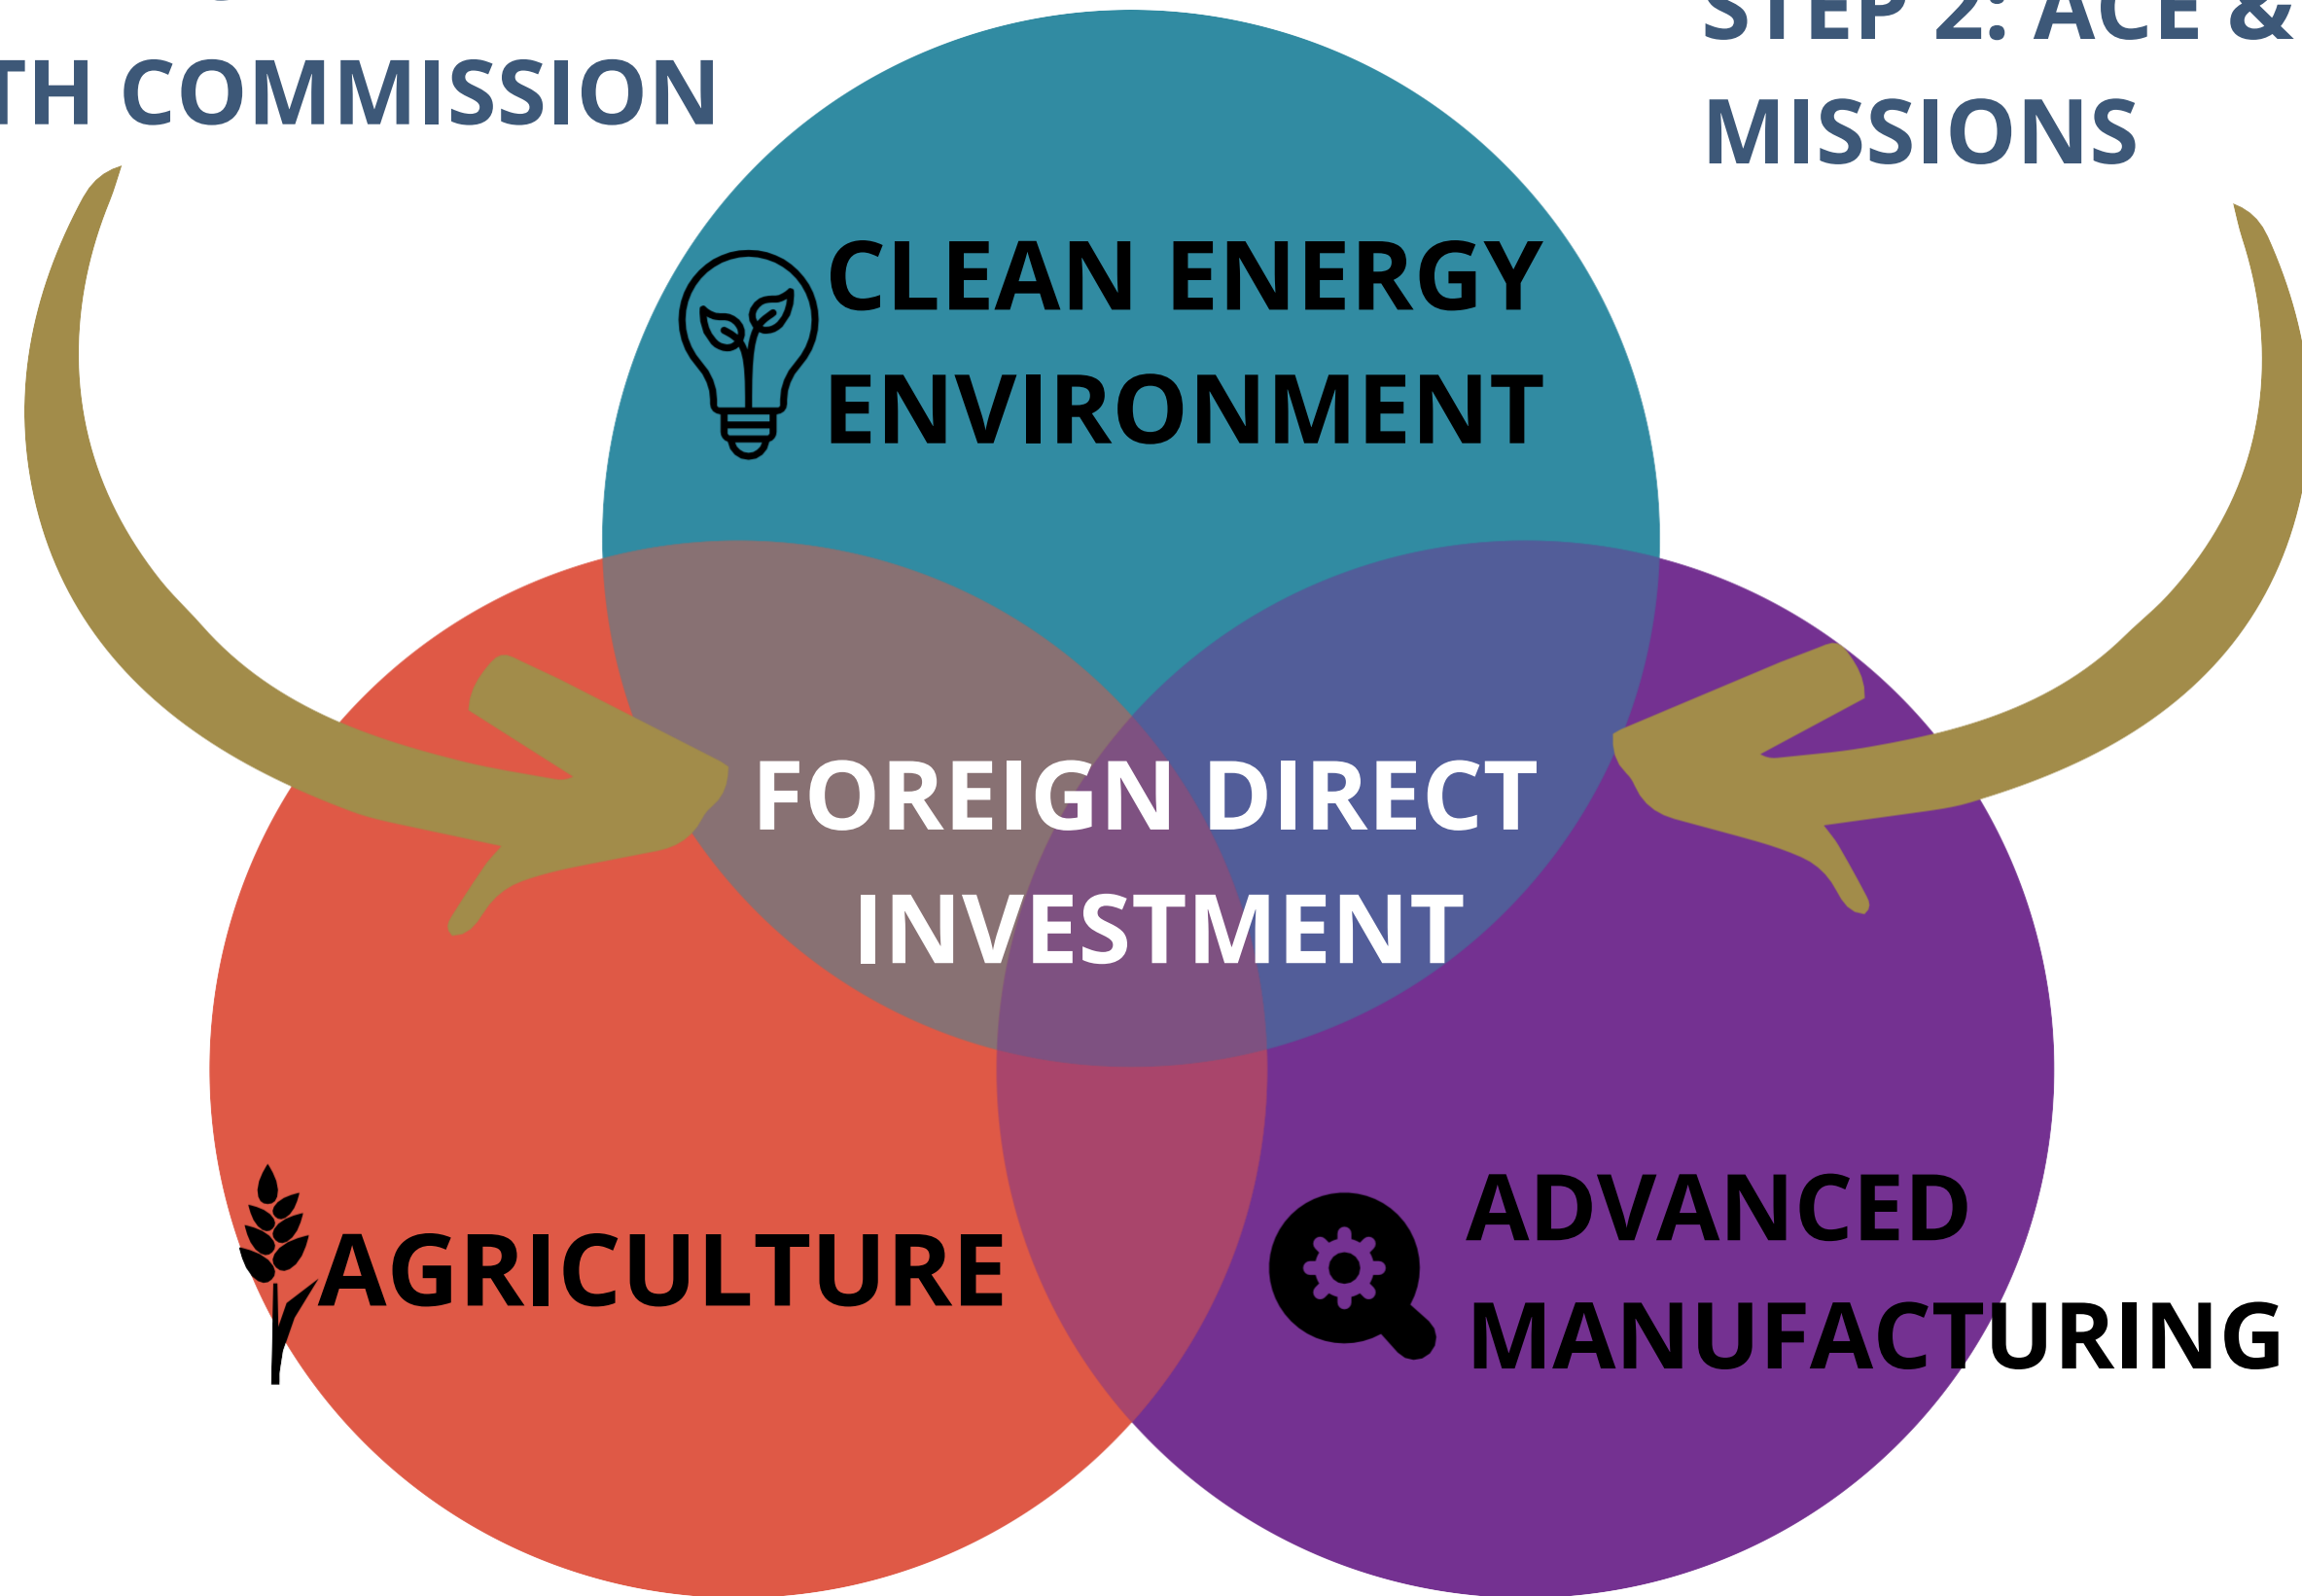 TH COMMISSION
STEP 2: ACE &
MISSIONS
CLEAN ENERGY
ENVIRONMENT
FOREIGN DIRECT
INVESTMENT
AGRICULTURE
ADVANCED
MANUFACTURING